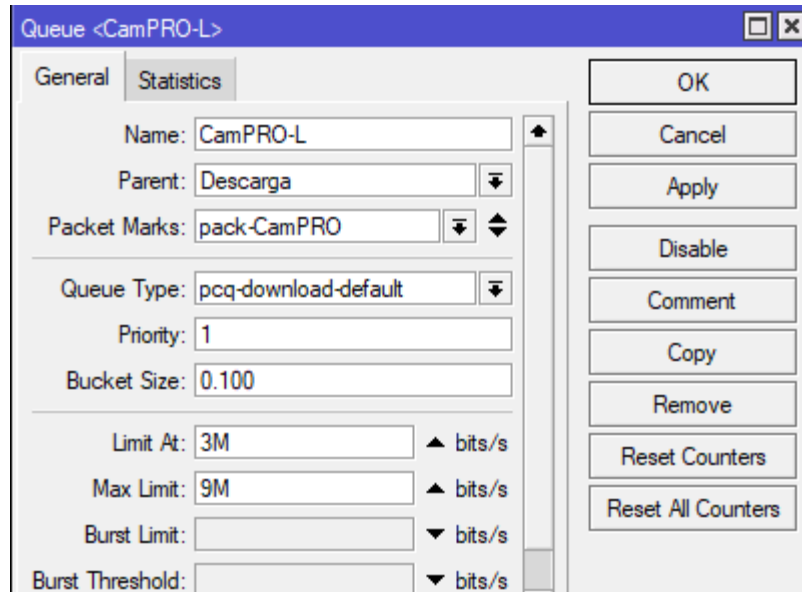 Queue <CamPRO-L>
General Statistics
Name: CamPRO-L
Parent: Descarga
Packet Marks: pack-CamPRO
Queue Type: pcq-download-default
Priority: 1
Bucket Size: 0.100
Limit At: 3M bits/s
Max Limit: 9M bits/s
Burst Limit: bits/s
Burst Threshold: bits/s
OK
Cancel
Apply
Disable
Comment
Copy
Remove
Reset Counters
Reset All Counters